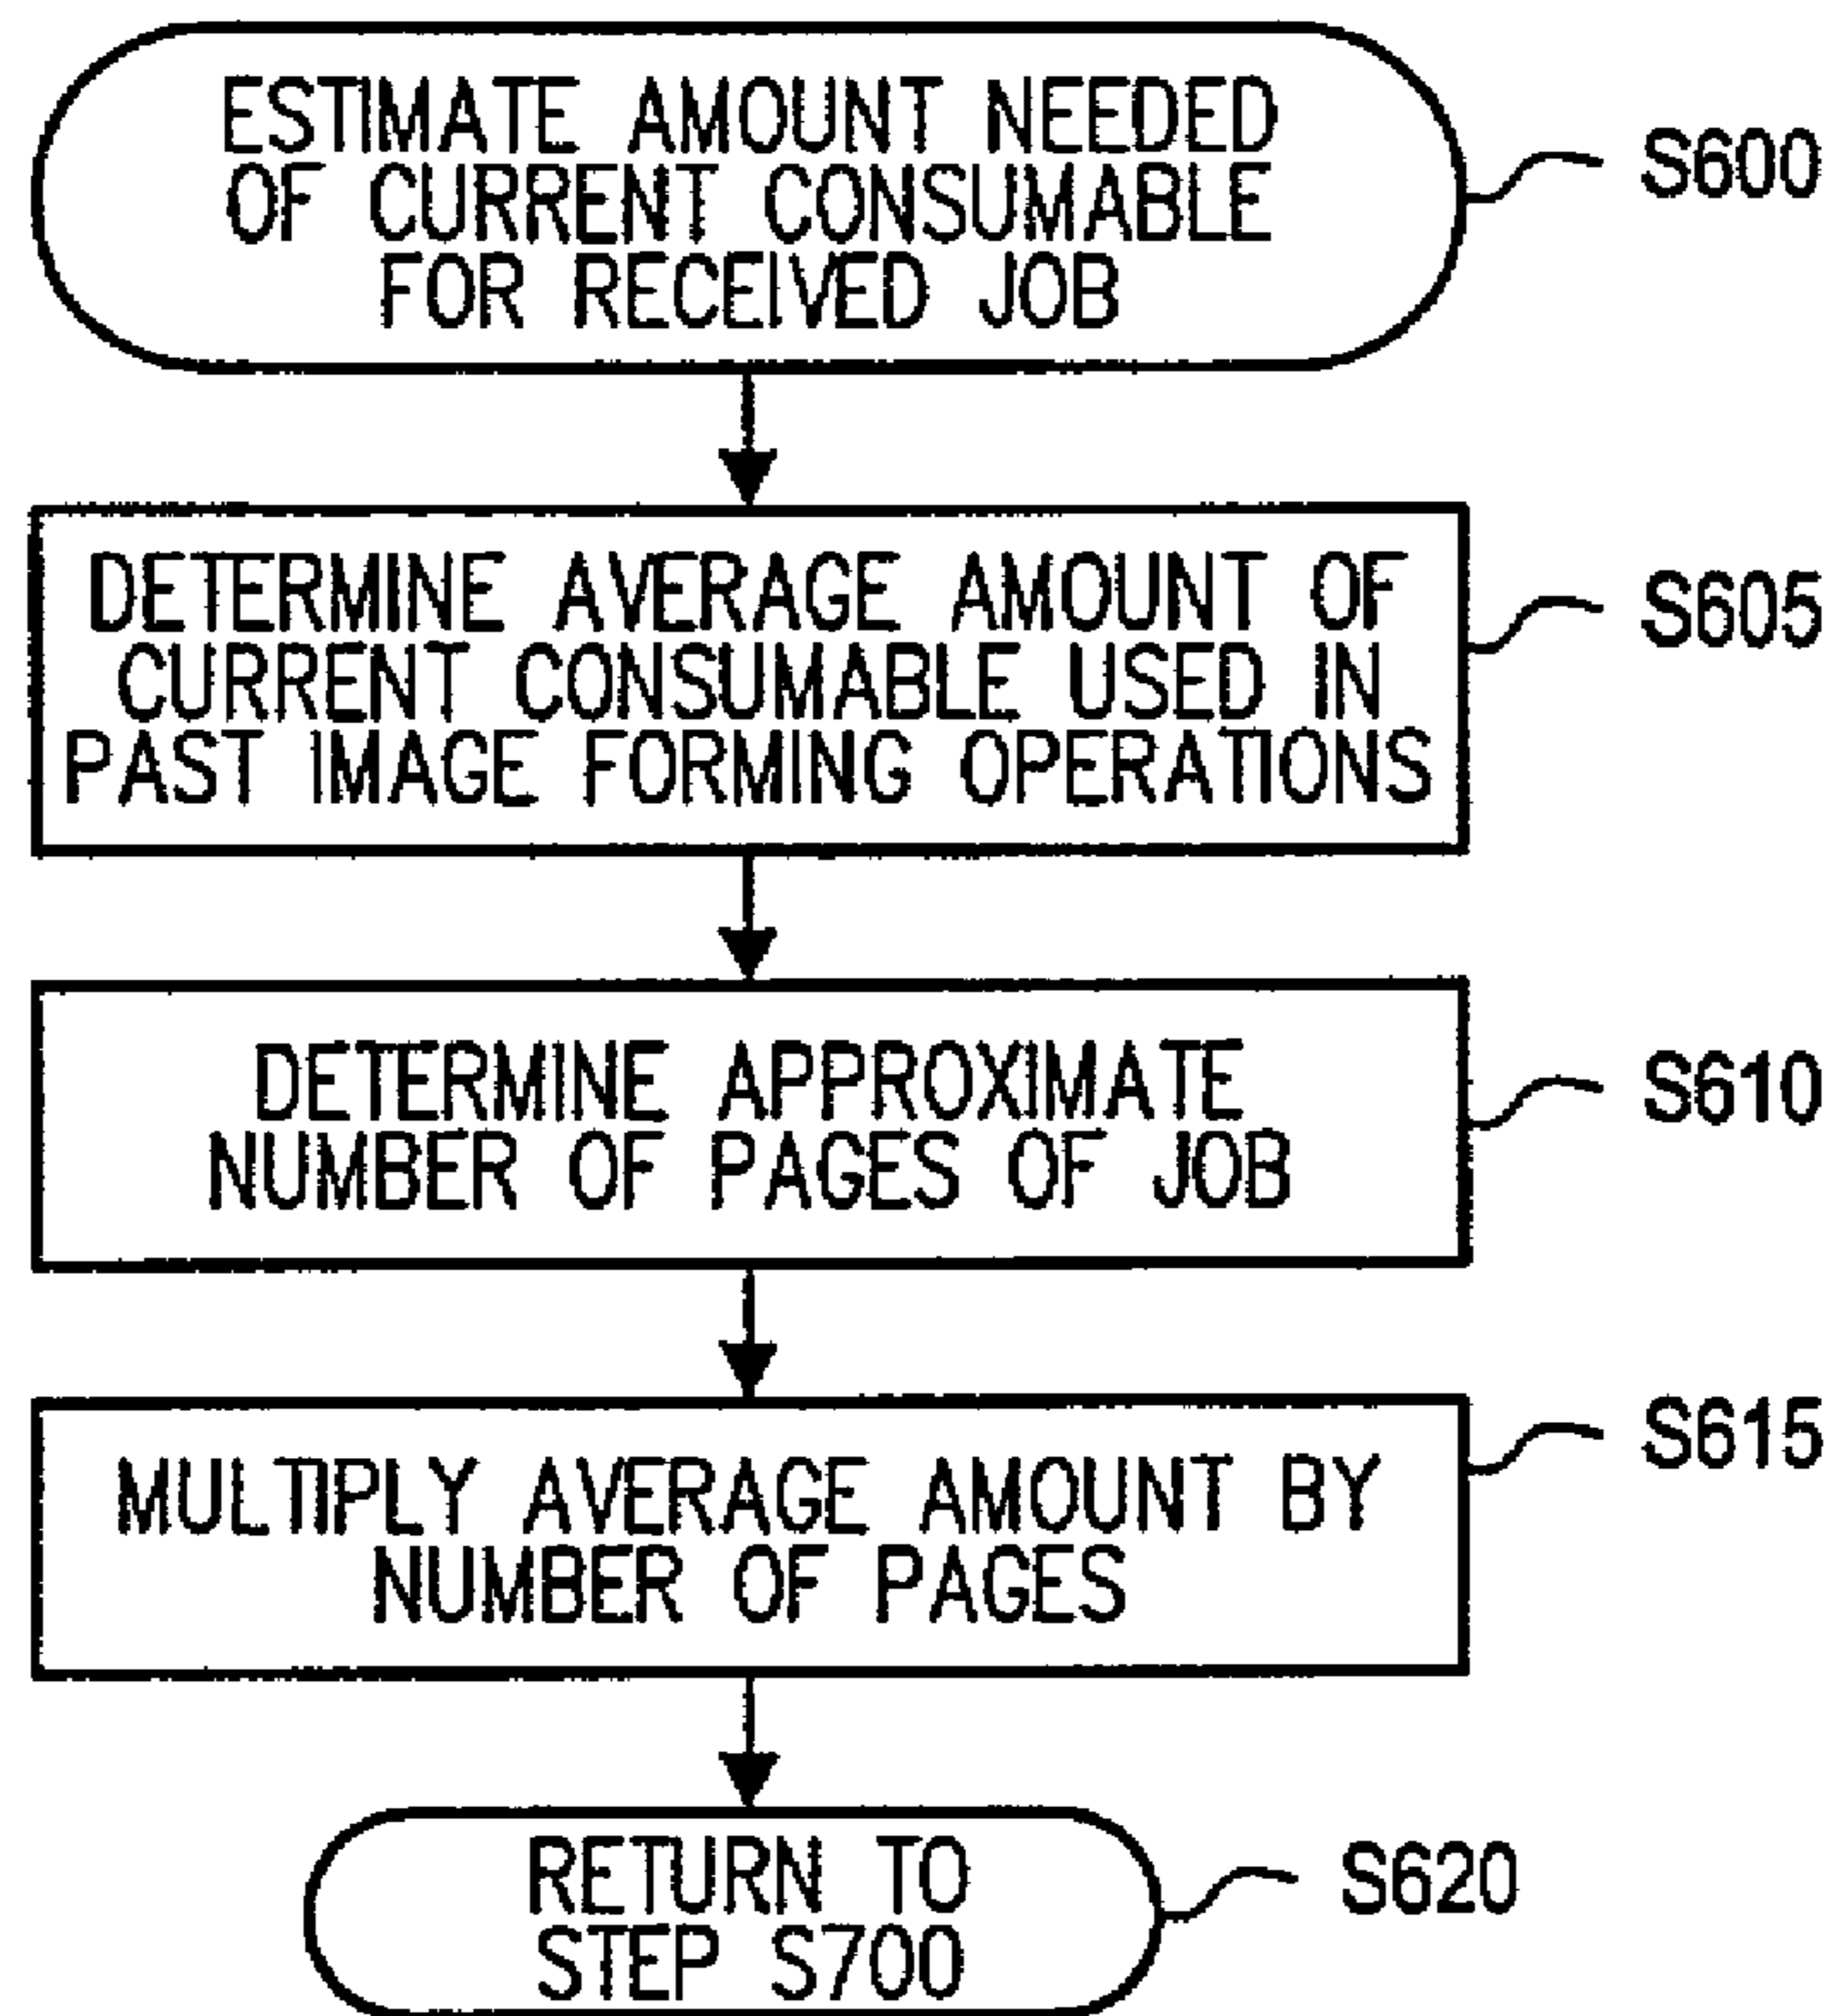 ESTIMATE AMOUNT NEEDED
OF CURRENT CONSUMABLE
FOR RECEIVED JOB
S600
DETERMINE AVERAGE AMOUNT OF
CURRENT CONSUMABLE USED IN
PAST IMAGE FORMING OPERATIONS
S605
DETERMINE APPROXIMATE
NUMBER OF PAGES OF JOB
S610
MULTIPLY AVERAGE AMOUNT BY
NUMBER OF PAGES
S615
RETURN TO
STEP S700
S620